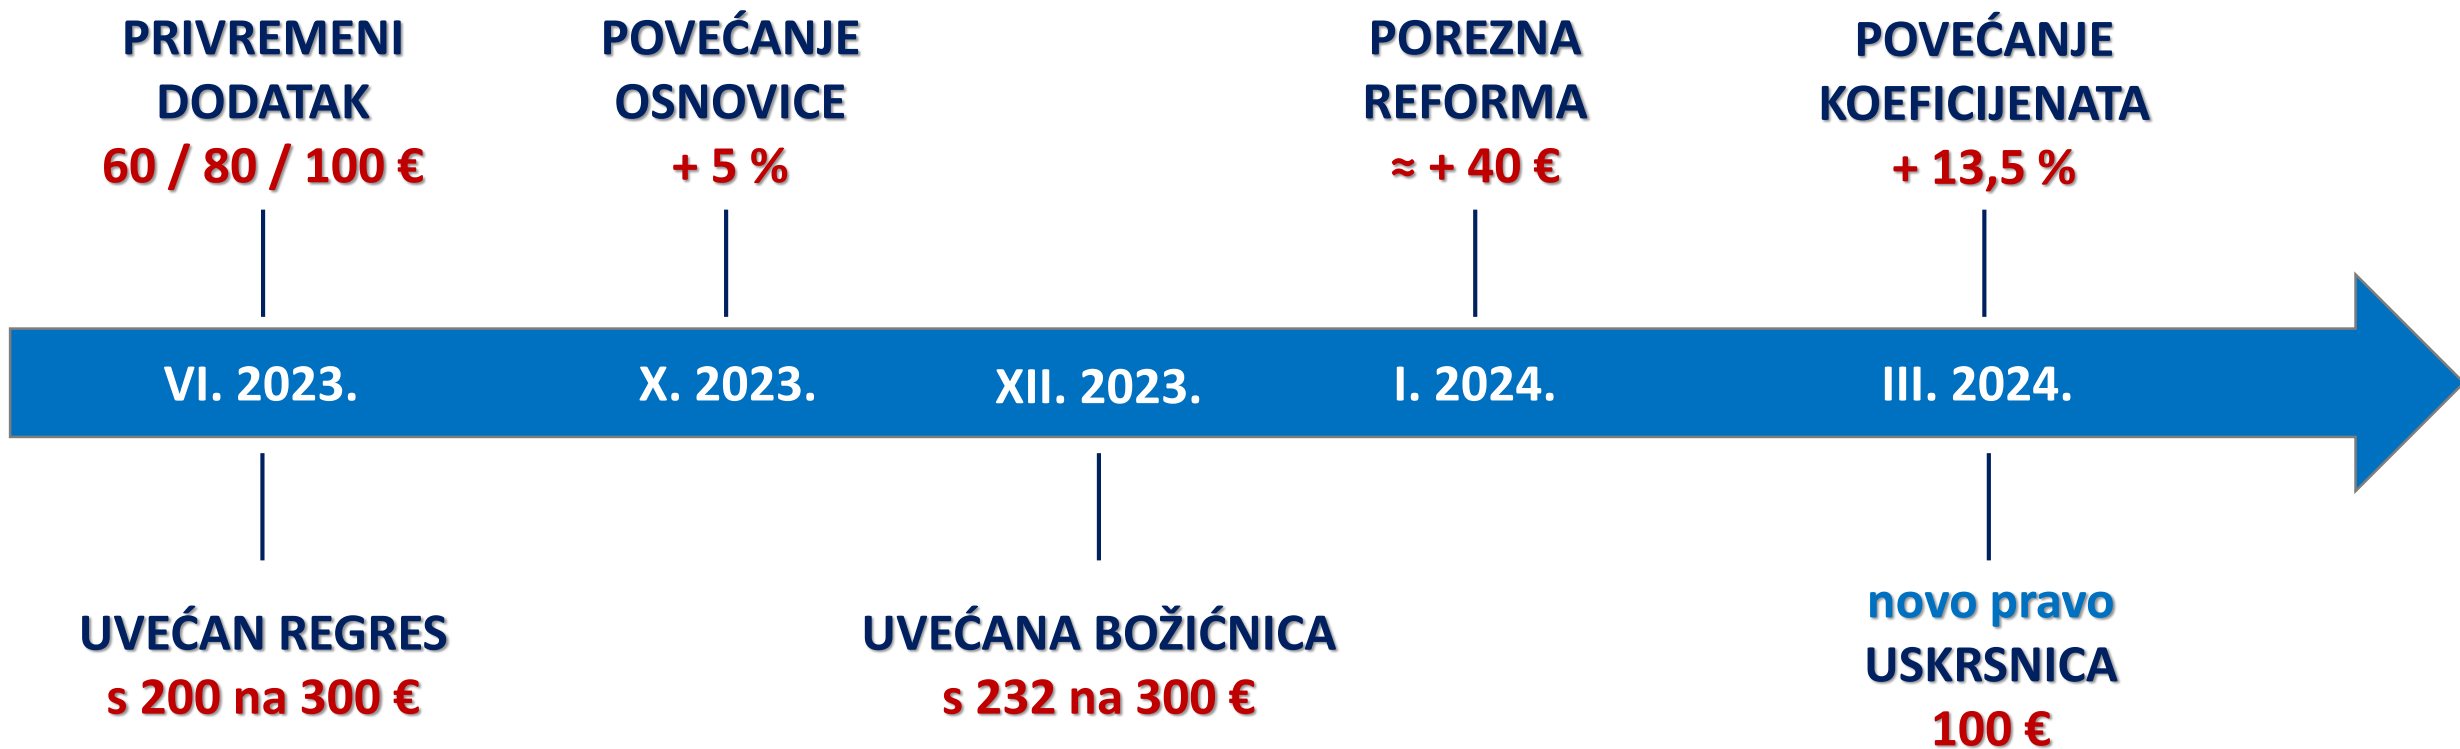 PRIVREMENI
DODATAK
60 / 80 / 100 €
POVEĆANJE
OSNOVICE
+ 5 %
POREZNA
REFORMA
≈ + 40 €
POVEĆANJE
KOEFICIJENATA
+ 13,5 %
VI. 2023.
X. 2023.
XII. 2023.
I. 2024.
III. 2024.
UVEĆAN REGRES
s 200 na 300 €
UVEĆANA BOŽIĆNICA
s 232 na 300 €
novo pravo
USKRSNICA
100 €